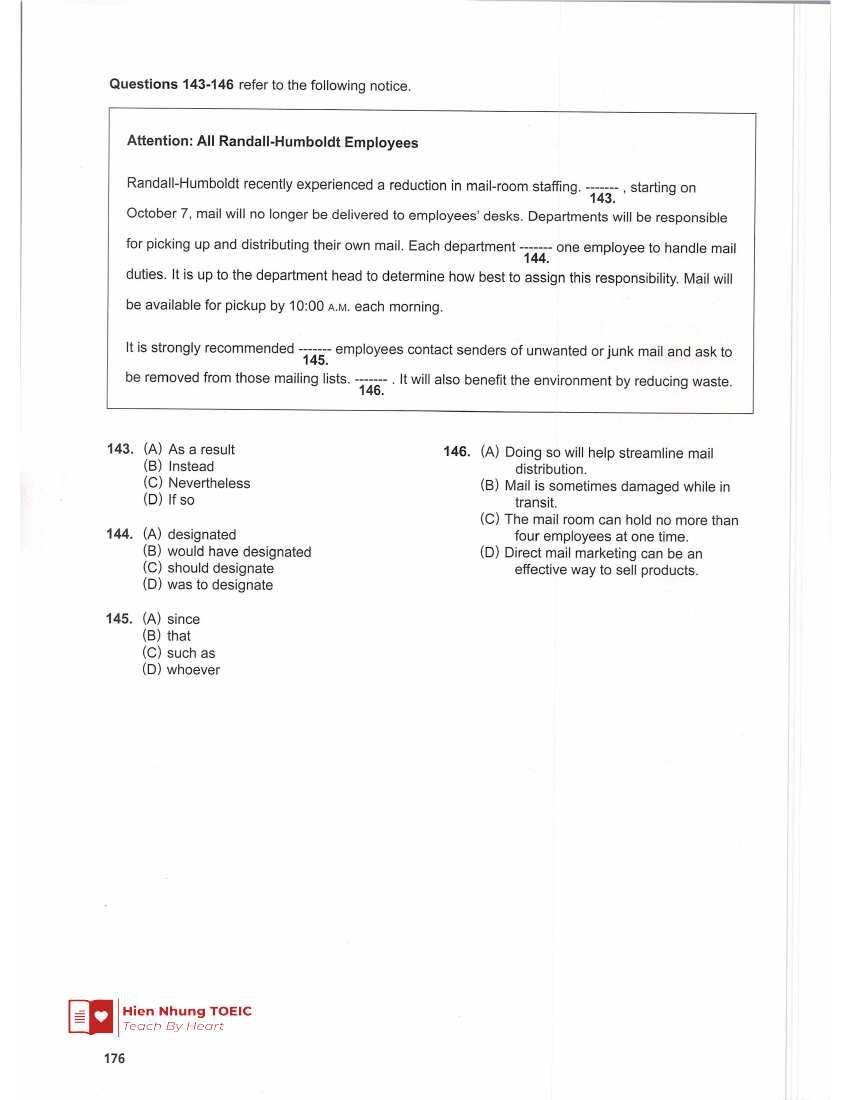 Questions 143-146 refer to the following notice.
Attention: All Randall-Humboldt Employees
Randall-Humboldt recently experienced a reduction in mail-room staffing. ------- , starting on
143.
October 7, mail will no longer be delivered to employees' desks. Departments will be responsible
for picking up and distributing their own mail. Each department ------- one employee to handle mail
144.
duties. It is up to the department head to determine how best to assign this responsibility. Mail will
be available for pickup by 10:00 A.M. each morning.
It is strongly recommended ------- employees contact senders of unwanted or junk mail and ask to
145.
be removed from those mailing lists. ------- . It will also benefit the environment by reducing waste.
146.
143. (A) As a result
(B) Instead
(C) Nevertheless
(D) If so
144. (A) designated
(B) would have designated
(C) should designate
(D) was to designate
145. (A) since
(B) that
(C) such as
(D) whoever
146. (A) Doing so will help streamline mail
distribution.
(B) Mail is sometimes damaged while in
transit.
(C) The mail room can hold no more than
four employees at one time.
(D) Direct mail marketing can be an
effective way to sell products.
Hien Nhung TOEIC
Teach By Heart
176